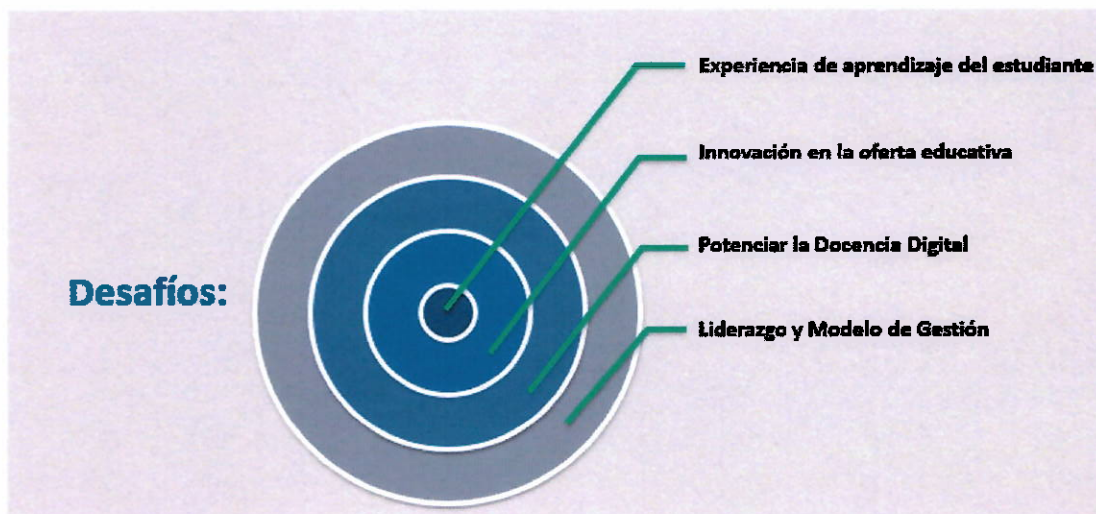 Experiencia de aprendizaje del estudiante
Innovación en la oferta educativa
Potenciar la Docencia Digital
Desafíos:
Liderazgo y Modelo de Gestión